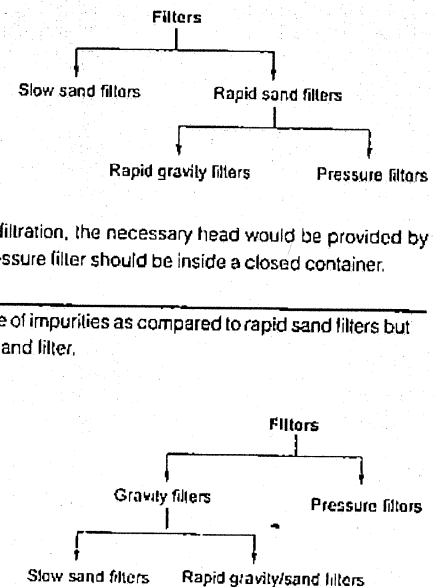 Filters
Slow sand filters Rapid sand filters
Rapid gravity filters Pressure filters
filtration, the necessary head would be provided by
essure filter should be inside a closed container.
e of impurities as compared to rapid sand filters but
and filter.
Filters
Gravity filters Pressure filters
Slow sand filters Rapid gravity/sand filters